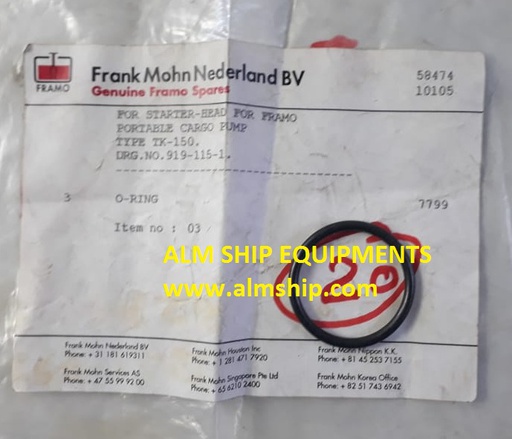 FRAMO
Frank Mohn Nederland BV
Genuine Framo Spares
58474
10105
FOR STARTER-HEAD FOR FRAMO
PORTABLE CARGO PUMP
TYPE TK-150.
DRG.NO.919-115-1.
3 O-RING 7799
Item no : 03
ALM SHIP EQUIPMENTS
www.almship.com
2
Frank Mohn Nederland BV
Phone: + 31 181 619311
Frank Mohn Services AS
Phone: + 47 55 99 92 00
Frank Mohn Houston Inc
Phone: + 1 281 471 7920
Frank Mohn Singapore Pte Ltd
Phone: + 65 6210 2400
Frank Mohn Nippon K.K.
Phone: + 81 45 253 7155
Frank Mohn Korea Office
Phone: + 82 51 743 6942